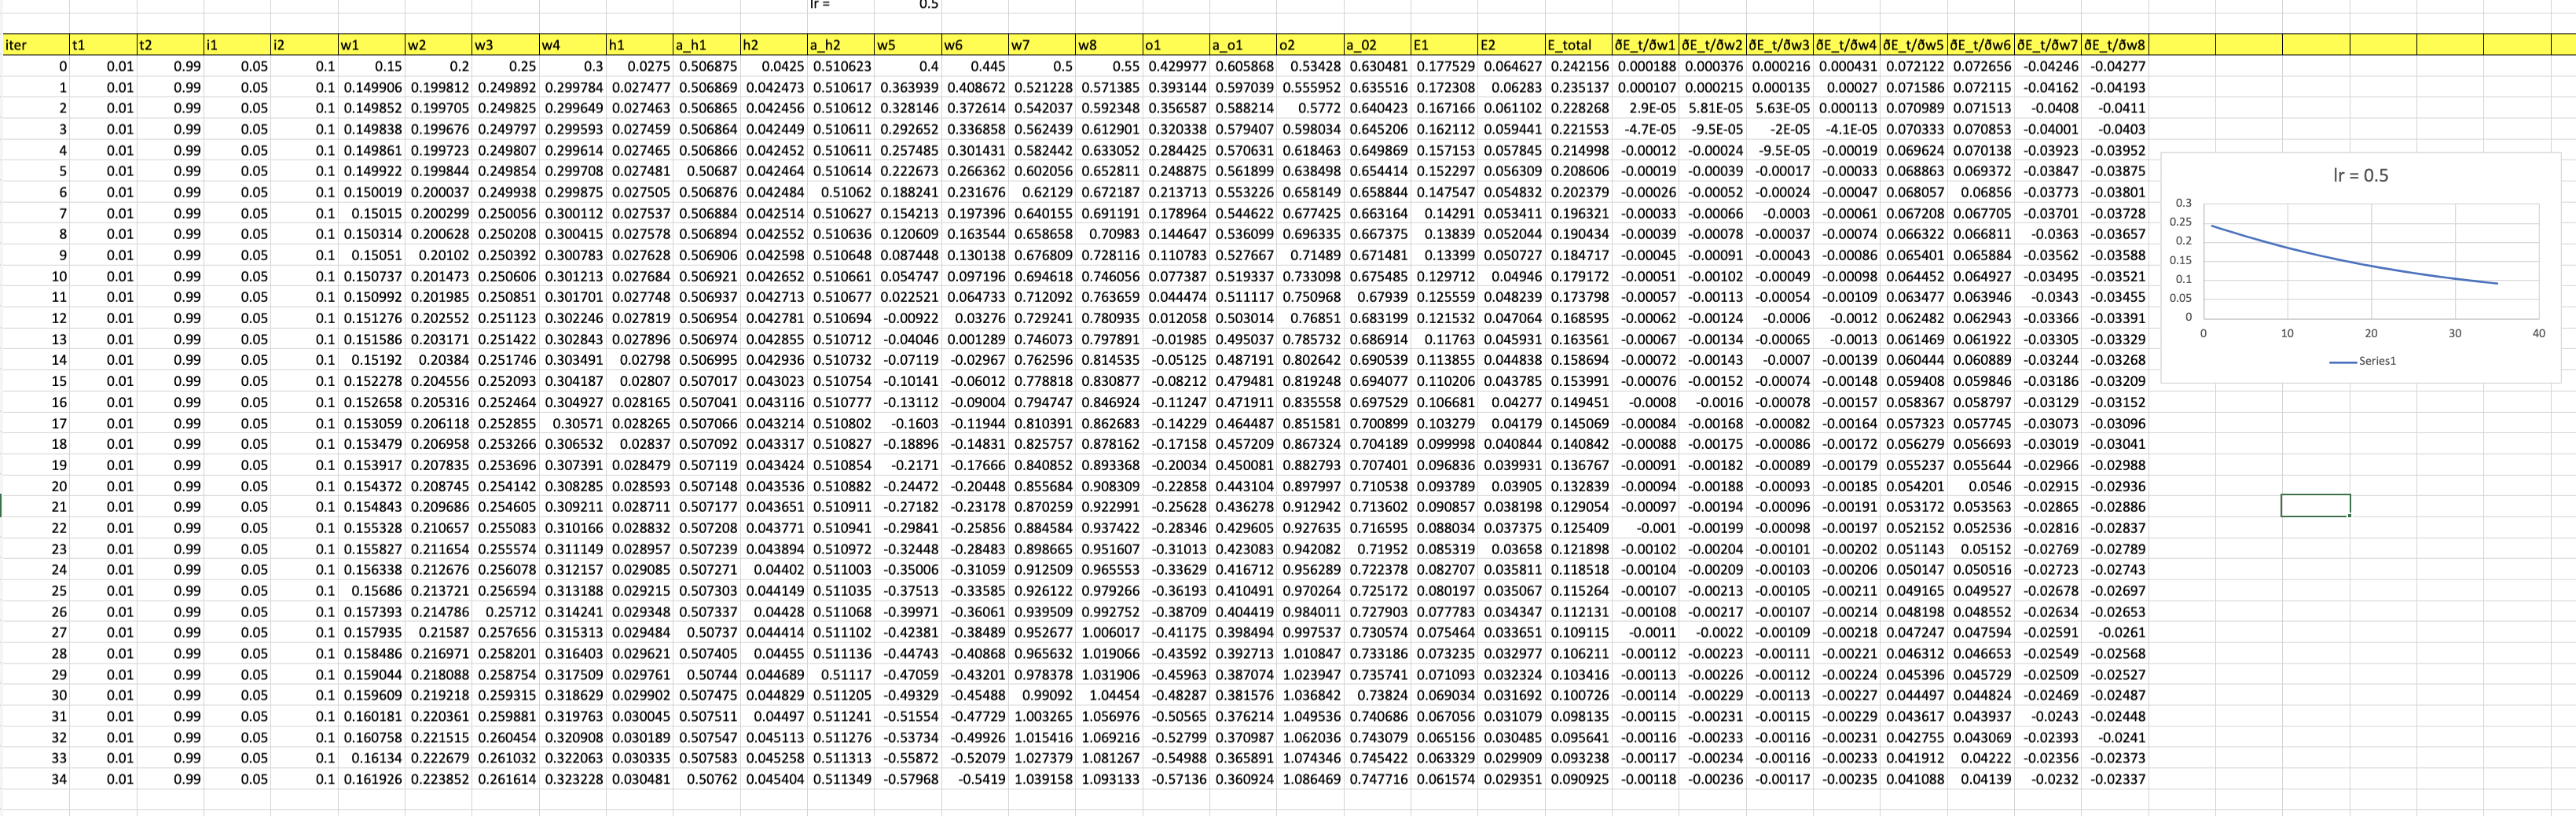 lr = 0.5
iter t1 t2 i1 i2 w1 w2 w3 w4 h1 a_h1 h2 a_h2 w5 w6 w7 w8 o1 a_o1 o2 a_02 E1 E2 E_total ðE_t/ðw1 ðE_t/ðw2 ðE_t/ðw3 ðE_t/ðw4 ðE_t/ðw5 ðE_t/ðw6 ðE_t/ðw7 ðE_t/ðw8
0 0.01 0.99 0.05 0.1 0.15 0.2 0.25 0.3 0.0275 0.506875 0.0425 0.510623 0.4 0.445 0.5 0.55 0.429977 0.605868 0.53428 0.630481 0.177529 0.064627 0.242156 0.000188 0.000376 0.000216 0.000431 0.072122 0.072656 -0.04246 -0.04277
1 0.01 0.99 0.05 0.1 0.149906 0.199812 0.249892 0.299784 0.027477 0.506869 0.042473 0.510617 0.363939 0.408672 0.521228 0.571385 0.393144 0.597039 0.555952 0.635516 0.172308 0.06283 0.235137 0.000107 0.000215 0.000135 0.00027 0.071586 0.072115 -0.04162 -0.04193
2 0.01 0.99 0.05 0.1 0.149852 0.199705 0.249825 0.299649 0.027463 0.506865 0.042456 0.510612 0.328146 0.372614 0.542037 0.592348 0.356587 0.588214 0.5772 0.640423 0.167166 0.061102 0.228268 2.9E-05 5.81E-05 5.63E-05 0.000113 0.070989 0.071513 -0.0408 -0.0411
3 0.01 0.99 0.05 0.1 0.149838 0.199676 0.249797 0.299593 0.027459 0.506864 0.042449 0.510611 0.292652 0.336858 0.562439 0.612901 0.320338 0.579407 0.598034 0.645206 0.162112 0.059441 0.221553 -4.7E-05 -9.5E-05 -2E-05 -4.1E-05 0.070333 0.070853 -0.04001 -0.0403
4 0.01 0.99 0.05 0.1 0.149861 0.199723 0.249807 0.299614 0.027465 0.506866 0.042452 0.510611 0.257485 0.301431 0.582442 0.633052 0.284425 0.570631 0.618463 0.649869 0.157153 0.057845 0.214998 -0.00012 -0.00024 -9.5E-05 -0.00019 0.069624 0.070138 -0.03923 -0.03952
5 0.01 0.99 0.05 0.1 0.149922 0.199844 0.249854 0.299708 0.027481 0.50687 0.042464 0.510614 0.222673 0.266362 0.602056 0.652811 0.248875 0.561899 0.638498 0.654414 0.152297 0.056309 0.208606 -0.00019 -0.00039 -0.00017 -0.00033 0.068863 0.069372 -0.03847 -0.03875
6 0.01 0.99 0.05 0.1 0.150019 0.200037 0.249938 0.299875 0.027505 0.506876 0.042484 0.51062 0.188241 0.231676 0.62129 0.672187 0.213713 0.553226 0.658149 0.658844 0.147547 0.054832 0.202379 -0.00026 -0.00052 -0.00024 -0.00047 0.068057 0.06856 -0.03773 -0.03801
7 0.01 0.99 0.05 0.1 0.15015 0.200299 0.250056 0.300112 0.027537 0.506884 0.042514 0.510627 0.154213 0.197396 0.640155 0.691191 0.178964 0.544622 0.677425 0.663164 0.14291 0.053411 0.196321 -0.00033 -0.00066 -0.0003 -0.00061 0.067208 0.067705 -0.03701 -0.03728
8 0.01 0.99 0.05 0.1 0.150314 0.200628 0.250208 0.300415 0.027578 0.506894 0.042552 0.510636 0.120609 0.163544 0.658658 0.70983 0.144647 0.536099 0.696335 0.667375 0.13839 0.052044 0.190434 -0.00039 -0.00078 -0.00037 -0.00074 0.066322 0.066811 -0.0363 -0.03657
9 0.01 0.99 0.05 0.1 0.15051 0.20102 0.250392 0.300783 0.027628 0.506906 0.042598 0.510648 0.087448 0.130138 0.676809 0.728116 0.110783 0.527667 0.71489 0.671481 0.13399 0.050727 0.184717 -0.00045 -0.00091 -0.00043 -0.00086 0.065401 0.065884 -0.03562 -0.03588
10 0.01 0.99 0.05 0.1 0.150737 0.201473 0.250606 0.301213 0.027684 0.506921 0.042652 0.510661 0.054747 0.097196 0.694618 0.746056 0.077387 0.519337 0.733098 0.675485 0.129712 0.04946 0.179172 -0.00051 -0.00102 -0.00049 -0.00098 0.064452 0.064927 -0.03495 -0.03521
11 0.01 0.99 0.05 0.1 0.150992 0.201985 0.250851 0.301701 0.027748 0.506937 0.042713 0.510677 0.022521 0.064733 0.712092 0.763659 0.044474 0.511117 0.750968 0.67939 0.125559 0.048239 0.173798 -0.00057 -0.00113 -0.00054 -0.00109 0.063477 0.063946 -0.0343 -0.03455
12 0.01 0.99 0.05 0.1 0.151276 0.202552 0.251123 0.302246 0.027819 0.506954 0.042781 0.510694 -0.00922 0.03276 0.729241 0.780935 0.012058 0.503014 0.76851 0.683199 0.121532 0.047064 0.168595 -0.00062 -0.00124 -0.0006 -0.0012 0.062482 0.062943 -0.03366 -0.03391
13 0.01 0.99 0.05 0.1 0.151586 0.203171 0.251422 0.302843 0.027896 0.506974 0.042855 0.510712 -0.04046 0.001289 0.746073 0.797891 -0.01985 0.495037 0.785732 0.686914 0.11763 0.045931 0.163561 -0.00067 -0.00134 -0.00065 -0.0013 0.061469 0.061922 -0.03305 -0.03329
14 0.01 0.99 0.05 0.1 0.15192 0.20384 0.251746 0.303491 0.02798 0.506995 0.042936 0.510732 -0.07119 -0.02967 0.762596 0.814535 -0.05125 0.487191 0.802642 0.690539 0.113855 0.044838 0.158694 -0.00072 -0.00143 -0.0007 -0.00139 0.060444 0.060889 -0.03244 -0.03268
15 0.01 0.99 0.05 0.1 0.152278 0.204556 0.252093 0.304187 0.02807 0.507017 0.043023 0.510754 -0.10141 -0.06012 0.778818 0.830877 -0.08212 0.479481 0.819248 0.694077 0.110206 0.043785 0.153991 -0.00076 -0.00152 -0.00074 -0.00148 0.059408 0.059846 -0.03186 -0.03209
16 0.01 0.99 0.05 0.1 0.152658 0.205316 0.252464 0.304927 0.028165 0.507041 0.043116 0.510777 -0.13112 -0.09004 0.794747 0.846924 -0.11247 0.471911 0.835558 0.697529 0.106681 0.04277 0.149451 -0.0008 -0.0016 -0.00078 -0.00157 0.058367 0.058797 -0.03129 -0.03152
17 0.01 0.99 0.05 0.1 0.153059 0.206118 0.252855 0.30571 0.028265 0.507066 0.043214 0.510802 -0.1603 -0.11944 0.810391 0.862683 -0.14229 0.464487 0.851581 0.700899 0.103279 0.04179 0.145069 -0.00084 -0.00168 -0.00082 -0.00164 0.057323 0.057745 -0.03073 -0.03096
18 0.01 0.99 0.05 0.1 0.153479 0.206958 0.253266 0.306532 0.02837 0.507092 0.043317 0.510827 -0.18896 -0.14831 0.825757 0.878162 -0.17158 0.457209 0.867324 0.704189 0.099998 0.040844 0.140842 -0.00088 -0.00175 -0.00086 -0.00172 0.056279 0.056693 -0.03019 -0.03041
19 0.01 0.99 0.05 0.1 0.153917 0.207835 0.253696 0.307391 0.028479 0.507119 0.043424 0.510854 -0.2171 -0.17666 0.840852 0.893368 -0.20034 0.450081 0.882793 0.707401 0.096836 0.039931 0.136767 -0.00091 -0.00182 -0.00089 -0.00179 0.055237 0.055644 -0.02966 -0.02988
20 0.01 0.99 0.05 0.1 0.154372 0.208745 0.254142 0.308285 0.028593 0.507148 0.043536 0.510882 -0.24472 -0.20448 0.855684 0.908309 -0.22858 0.443104 0.897997 0.710538 0.093789 0.03905 0.132839 -0.00094 -0.00188 -0.00093 -0.00185 0.054201 0.0546 -0.02915 -0.02936
21 0.01 0.99 0.05 0.1 0.154843 0.209686 0.254605 0.309211 0.028711 0.507177 0.043651 0.510911 -0.27182 -0.23178 0.870259 0.922991 -0.25628 0.436278 0.912942 0.713602 0.090857 0.038198 0.129054 -0.00097 -0.00194 -0.00096 -0.00191 0.053172 0.053563 -0.02865 -0.02886
22 0.01 0.99 0.05 0.1 0.155328 0.210657 0.255083 0.310166 0.028832 0.507208 0.043771 0.510941 -0.29841 -0.25856 0.884584 0.937422 -0.28346 0.429605 0.927635 0.716595 0.088034 0.037375 0.125409 -0.001 -0.00199 -0.00098 -0.00197 0.052152 0.052536 -0.02816 -0.02837
23 0.01 0.99 0.05 0.1 0.155827 0.211654 0.255574 0.311149 0.028957 0.507239 0.043894 0.510972 -0.32448 -0.28483 0.898665 0.951607 -0.31013 0.423083 0.942082 0.71952 0.085319 0.03658 0.121898 -0.00102 -0.00204 -0.00101 -0.00202 0.051143 0.05152 -0.02769 -0.02789
24 0.01 0.99 0.05 0.1 0.156338 0.212676 0.256078 0.312157 0.029085 0.507271 0.04402 0.511003 -0.35006 -0.31059 0.912509 0.965553 -0.33629 0.416712 0.956289 0.722378 0.082707 0.035811 0.118518 -0.00104 -0.00209 -0.00103 -0.00206 0.050147 0.050516 -0.02723 -0.02743
25 0.01 0.99 0.05 0.1 0.15686 0.213721 0.256594 0.313188 0.029215 0.507303 0.044149 0.511035 -0.37513 -0.33585 0.926122 0.979266 -0.36193 0.410491 0.970264 0.725172 0.080197 0.035067 0.115264 -0.00107 -0.00213 -0.00105 -0.00211 0.049165 0.049527 -0.02678 -0.02697
26 0.01 0.99 0.05 0.1 0.157393 0.214786 0.25712 0.314241 0.029348 0.507337 0.04428 0.511068 -0.39971 -0.36061 0.939509 0.992752 -0.38709 0.404419 0.984011 0.727903 0.077783 0.034347 0.112131 -0.00108 -0.00217 -0.00107 -0.00214 0.048198 0.048552 -0.02634 -0.02653
27 0.01 0.99 0.05 0.1 0.157935 0.21587 0.257656 0.315313 0.029484 0.50737 0.044414 0.511102 -0.42381 -0.38489 0.952677 1.006017 -0.41175 0.398494 0.997537 0.730574 0.075464 0.033651 0.109115 -0.0011 -0.0022 -0.00109 -0.00218 0.047247 0.047594 -0.02591 -0.0261
28 0.01 0.99 0.05 0.1 0.158486 0.216971 0.258201 0.316403 0.029621 0.507405 0.04455 0.511136 -0.44743 -0.40868 0.965632 1.019066 -0.43592 0.392713 1.010847 0.733186 0.073235 0.032977 0.106211 -0.00112 -0.00223 -0.00111 -0.00221 0.046312 0.046653 -0.02549 -0.02568
29 0.01 0.99 0.05 0.1 0.159044 0.218088 0.258754 0.317509 0.029761 0.50744 0.044689 0.51117 -0.47059 -0.43201 0.978378 1.031906 -0.45963 0.387074 1.023947 0.735741 0.071093 0.032324 0.103416 -0.00113 -0.00226 -0.00112 -0.00224 0.045396 0.045729 -0.02509 -0.02527
30 0.01 0.99 0.05 0.1 0.159609 0.219218 0.259315 0.318629 0.029902 0.507475 0.044829 0.511205 -0.49329 -0.45488 0.99092 1.04454 -0.48287 0.381576 1.036842 0.73824 0.069034 0.031692 0.100726 -0.00114 -0.00229 -0.00113 -0.00227 0.044497 0.044824 -0.02469 -0.02487
31 0.01 0.99 0.05 0.1 0.160181 0.220361 0.259881 0.319763 0.030045 0.507511 0.04497 0.511241 -0.51554 -0.47729 1.003265 1.056976 -0.50565 0.376214 1.049536 0.740686 0.067056 0.031079 0.098135 -0.00115 -0.00231 -0.00115 -0.00229 0.043617 0.043937 -0.0243 -0.02448
32 0.01 0.99 0.05 0.1 0.160758 0.221515 0.260454 0.320908 0.030189 0.507547 0.045113 0.511276 -0.53734 -0.49926 1.015416 1.069216 -0.52799 0.370987 1.062036 0.743079 0.065156 0.030485 0.095641 -0.00116 -0.00233 -0.00116 -0.00231 0.042755 0.043069 -0.02393 -0.0241
33 0.01 0.99 0.05 0.1 0.16134 0.222679 0.261032 0.322063 0.030335 0.507583 0.045258 0.511313 -0.55872 -0.52079 1.027379 1.081267 -0.54988 0.365891 1.074346 0.745422 0.063329 0.029909 0.093238 -0.00117 -0.00234 -0.00116 -0.00233 0.041912 0.04222 -0.02356 -0.02373
34 0.01 0.99 0.05 0.1 0.161926 0.223852 0.261614 0.323228 0.030481 0.50762 0.045404 0.511349 -0.57968 -0.5419 1.039158 1.093133 -0.57136 0.360924 1.086469 0.747716 0.061574 0.029351 0.090925 -0.00118 -0.00236 -0.00117 -0.00235 0.041088 0.04139 -0.0232 -0.02337
lr = 0.5
0.3
0.25
0.2
0.15
0.1
0.05
0
0 10 20 30 40
Series1